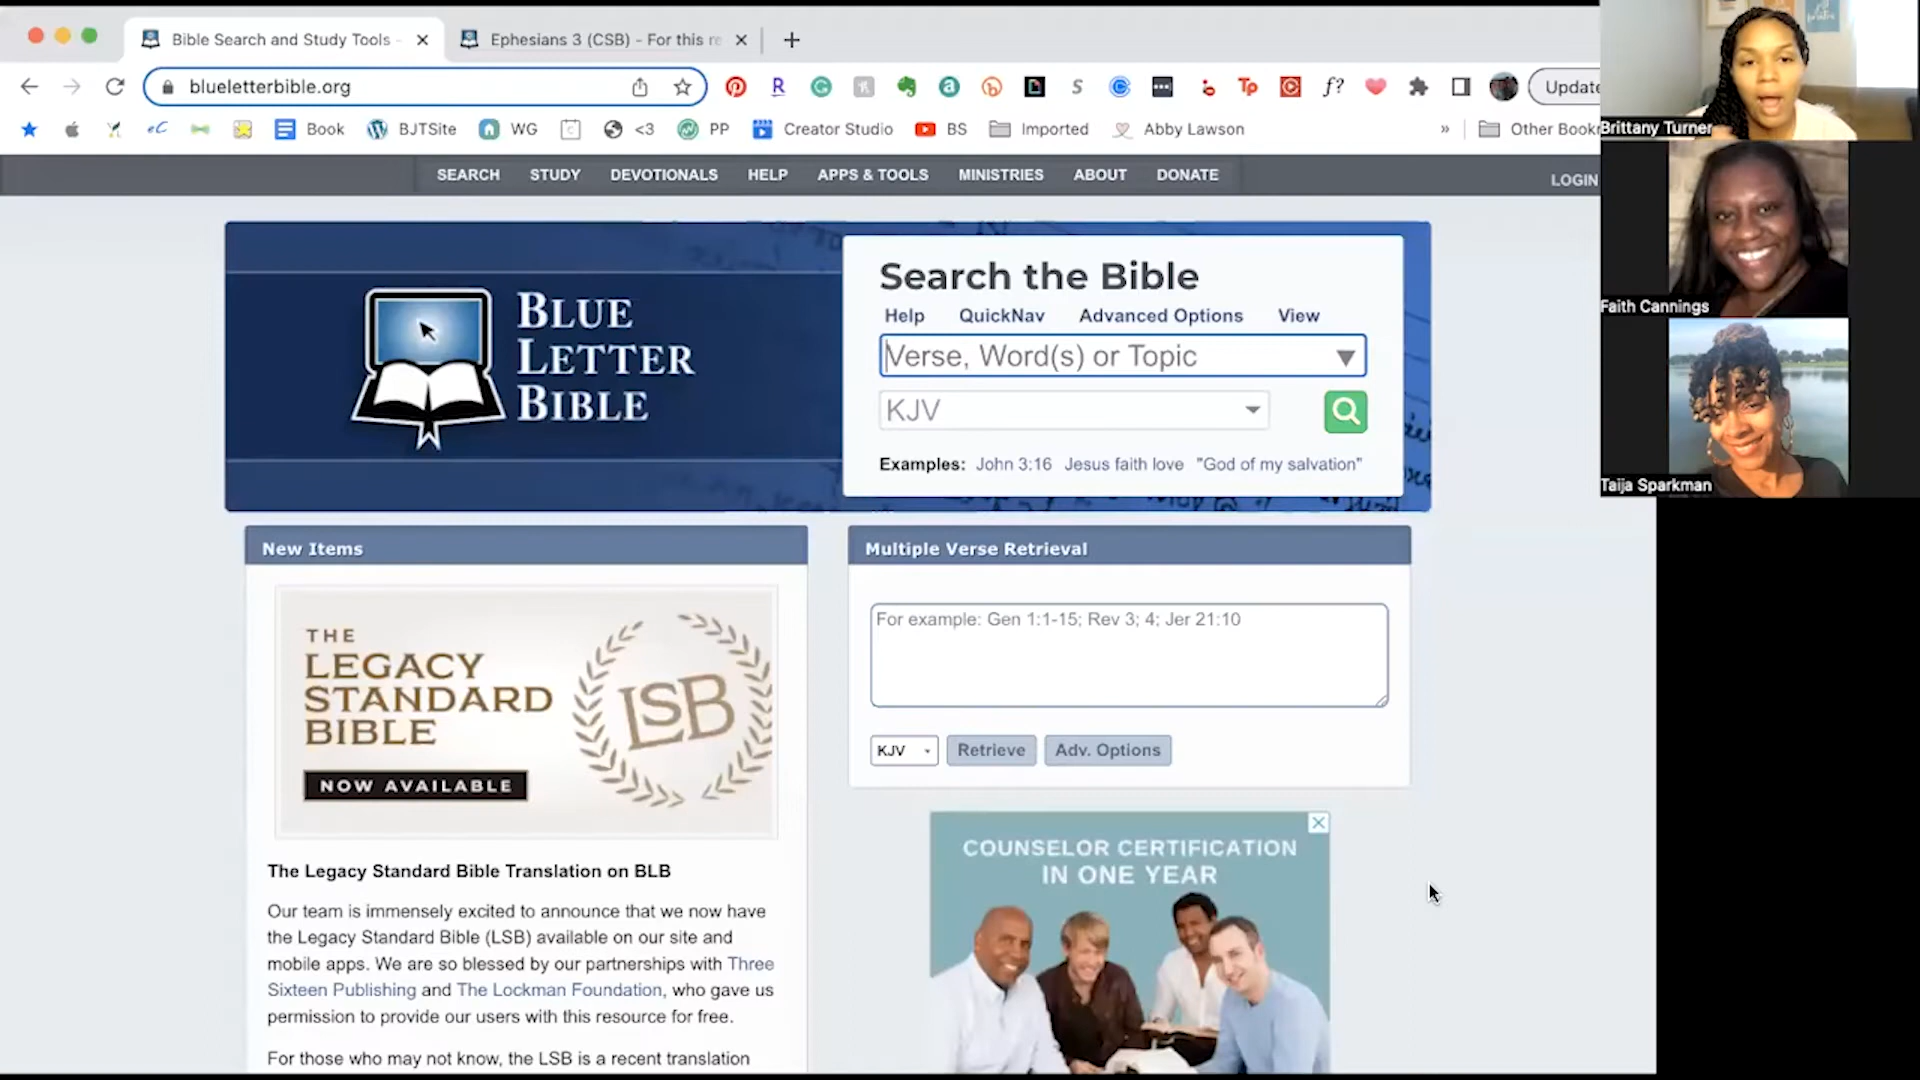 Bible Search and Study Tools -
Ephesians 3 (CSB) - For this re
blueletterbible.org
Update
Book
BJTSite
WG
<3
PP
Creator Studio
BS
Imported
Abby Lawson
Other Book
SEARCH
STUDY
DEVOTIONALS
HELP
APPS & TOOLS
MINISTRIES
ABOUT
DONATE
LOGIN
Brittany Turner
Faith Cannings
Taija Sparkman
BLUE
LETTER
BIBLE
Search the Bible
Help QuickNav Advanced Options View
Verse, Word(s) or Topic
KJV
Examples: John 3:16 Jesus faith love "God of my salvation"
New Items
THE
LEGACY
STANDARD
BIBLE
NOW AVAILABLE
LSB
The Legacy Standard Bible Translation on BLB
Our team is immensely excited to announce that we now have
the Legacy Standard Bible (LSB) available on our site and
mobile apps. We are so blessed by our partnerships with Three
Sixteen Publishing and The Lockman Foundation, who gave us
permission to provide our users with this resource for free.
For those who may not know, the LSB is a recent translation
Multiple Verse Retrieval
For example: Gen 1:1-15; Rev 3; 4; Jer 21:10
KJV Retrieve Adv. Options
COUNSELOR CERTIFICATION
IN ONE YEAR